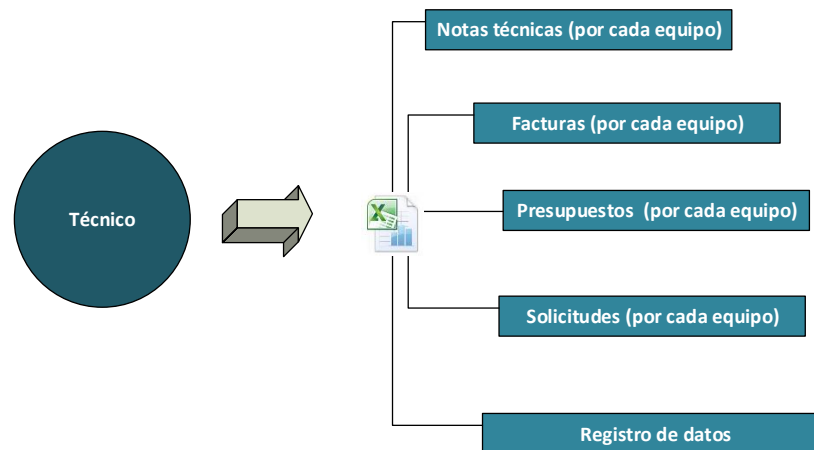 Notas técnicas (por cada equipo)
Facturas (por cada equipo)
Técnico
Presupuestos (por cada equipo)
Solicitudes (por cada equipo)
Registro de datos